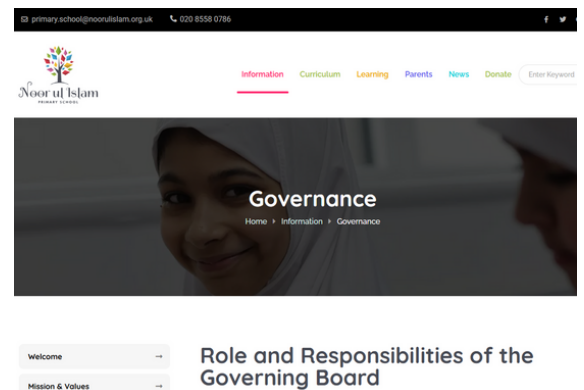 primary.school@noorulislam.org.uk 020 8558 0786
Noor ul Islam
PRIMARY SCHOOL
Information Curriculum Learning Parents News Donate Enter Keyword
Governance
Home Information Governance
Welcome
Mission & Values
Role and Responsibilities of the
Governing Board